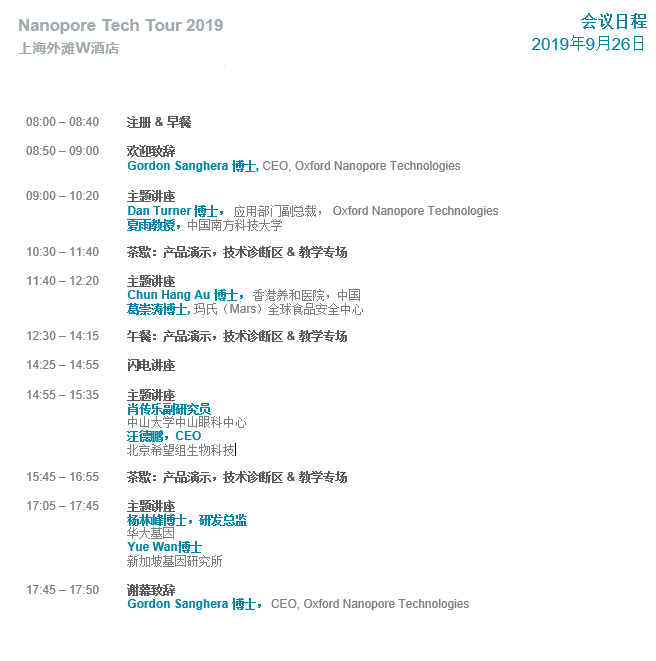 Nanopore Tech Tour 2019
会议日程
上海外滩W酒店
2019年9月26日
08:00 – 08:40 注册 & 早餐
08:50 – 09:00 欢迎致辞
Gordon Sanghera 博士, CEO, Oxford Nanopore Technologies
09:00 – 10:20 主题讲座
Dan Turner 博士， 应用部门副总裁， Oxford Nanopore Technologies
夏雨教授，中国南方科技大学
10:30 – 11:40 茶歇：产品演示，技术诊断区 & 教学专场
11:40 – 12:20 主题讲座
Chun Hang Au 博士， 香港养和医院，中国
葛崇涛博士, 玛氏（Mars）全球食品安全中心
12:30 – 14:15 午餐：产品演示，技术诊断区 & 教学专场
14:25 – 14:55 闪电讲座
14:55 – 15:35 主题讲座
肖传乐副研究员
中山大学中山眼科中心
汪德鹏，CEO
北京希望组生物科技
15:45 – 16:55 茶歇：产品演示，技术诊断区 & 教学专场
17:05 – 17:45 主题讲座
杨林峰博士，研发总监
华大基因
Yue Wan博士
新加坡基因研究所
17:45 – 17:50 谢幕致辞
Gordon Sanghera 博士， CEO, Oxford Nanopore Technologies